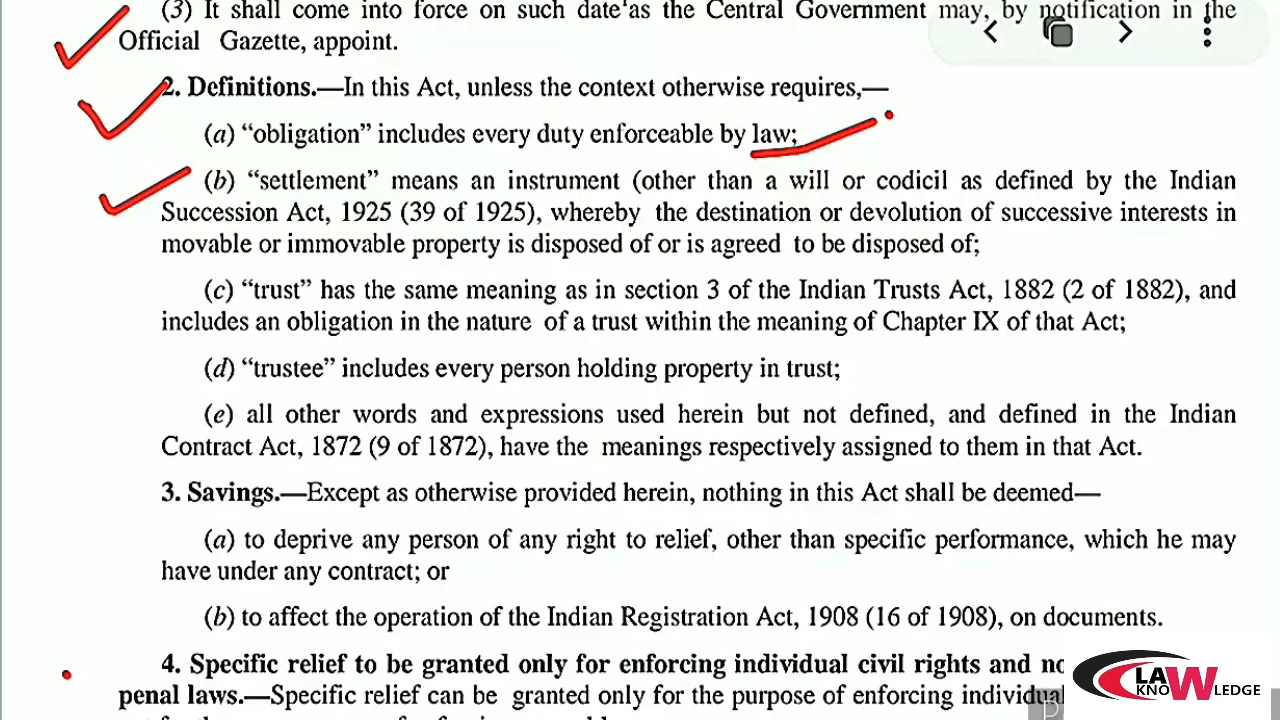 (3) It shall come into force on such date as the Central Government may, by notification in the
Official Gazette, appoint.
2. Definitions.—In this Act, unless the context otherwise requires,—
(a) “obligation” includes every duty enforceable by law;
(b) “settlement” means an instrument (other than a will or codicil as defined by the Indian
Succession Act, 1925 (39 of 1925), whereby the destination or devolution of successive interests in
movable or immovable property is disposed of or is agreed to be disposed of;
(c) “trust” has the same meaning as in section 3 of the Indian Trusts Act, 1882 (2 of 1882), and
includes an obligation in the nature of a trust within the meaning of Chapter IX of that Act;
(d) “trustee” includes every person holding property in trust;
(e) all other words and expressions used herein but not defined, and defined in the Indian
Contract Act, 1872 (9 of 1872), have the meanings respectively assigned to them in that Act.
3. Savings.—Except as otherwise provided herein, nothing in this Act shall be deemed—
(a) to deprive any person of any right to relief, other than specific performance, which he may
have under any contract; or
(b) to affect the operation of the Indian Registration Act, 1908 (16 of 1908), on documents.
4. Specific relief to be granted only for enforcing individual civil rights and
penal laws.—Specific relief can be granted only for the purpose of enforcing individual
LAW
KNOWLEDGE